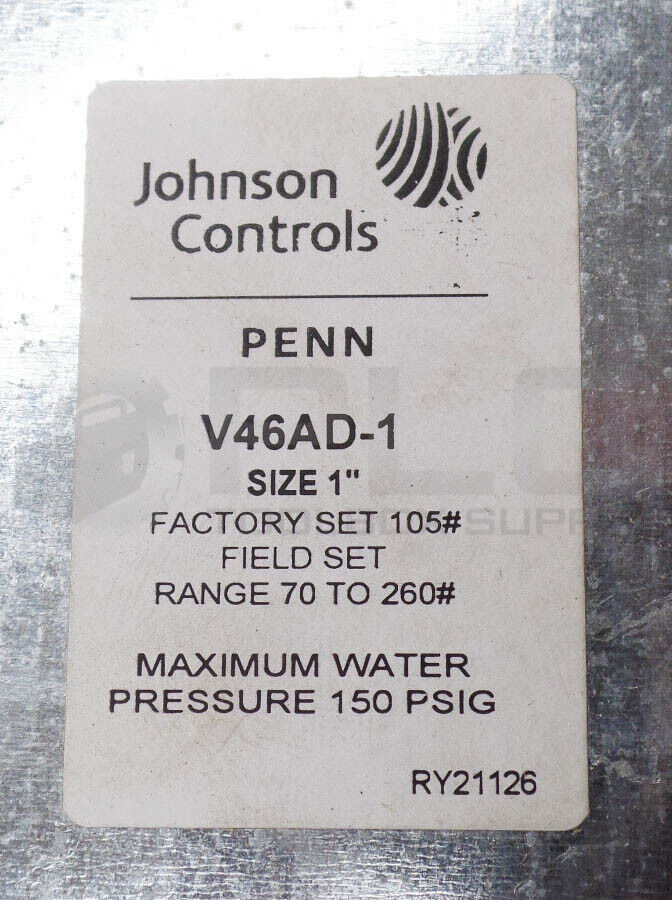 Johnson
Controls
PENN
V46AD-1
SIZE 1"
FACTORY SET 105#
FIELD SET
RANGE 70 TO 260#
MAXIMUM WATER
PRESSURE 150 PSIG
RY21126